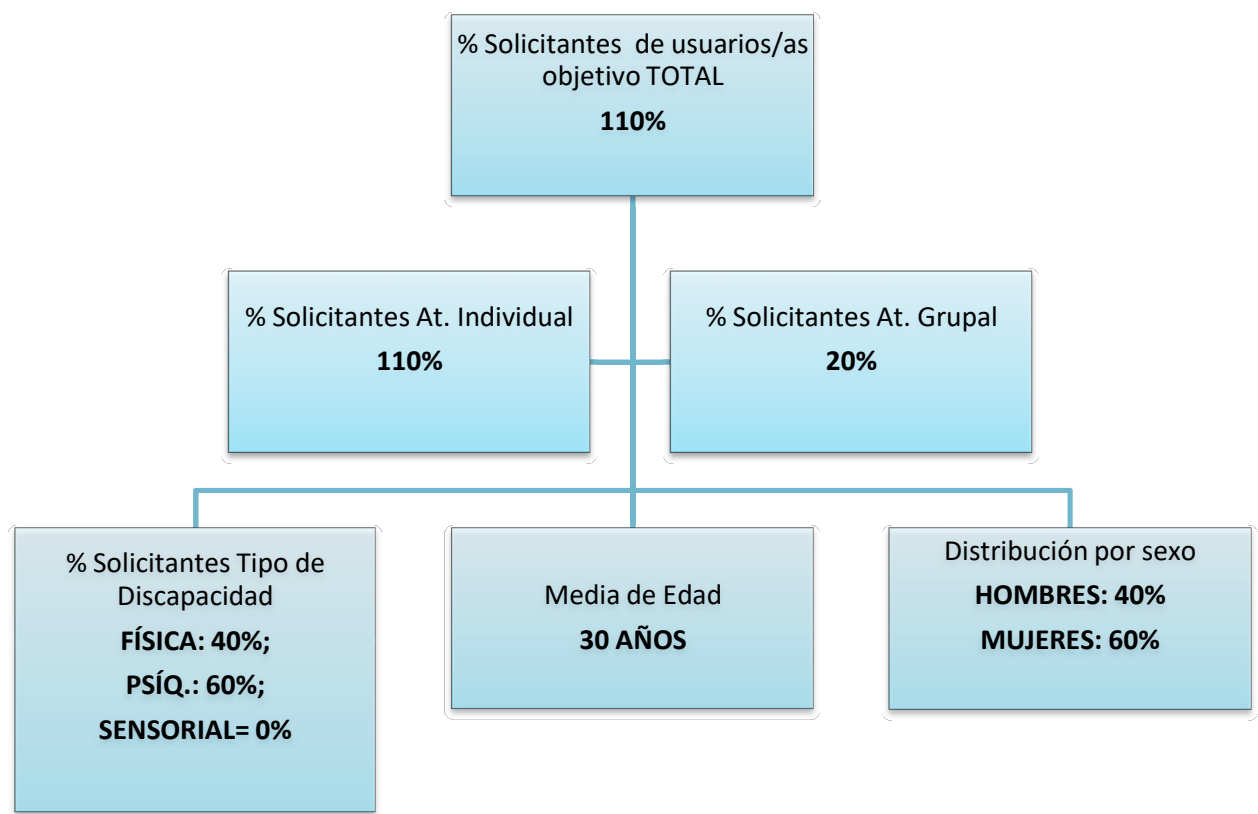 % Solicitantes de usuarios/as
objetivo TOTAL
110%
% Solicitantes At. Individual
110%
% Solicitantes At. Grupal
20%
% Solicitantes Tipo de
Discapacidad
FÍSICA: 40%;
PSÍQ.: 60%;
SENSORIAL= 0%
Media de Edad
30 AÑOS
Distribución por sexo
HOMBRES: 40%
MUJERES: 60%